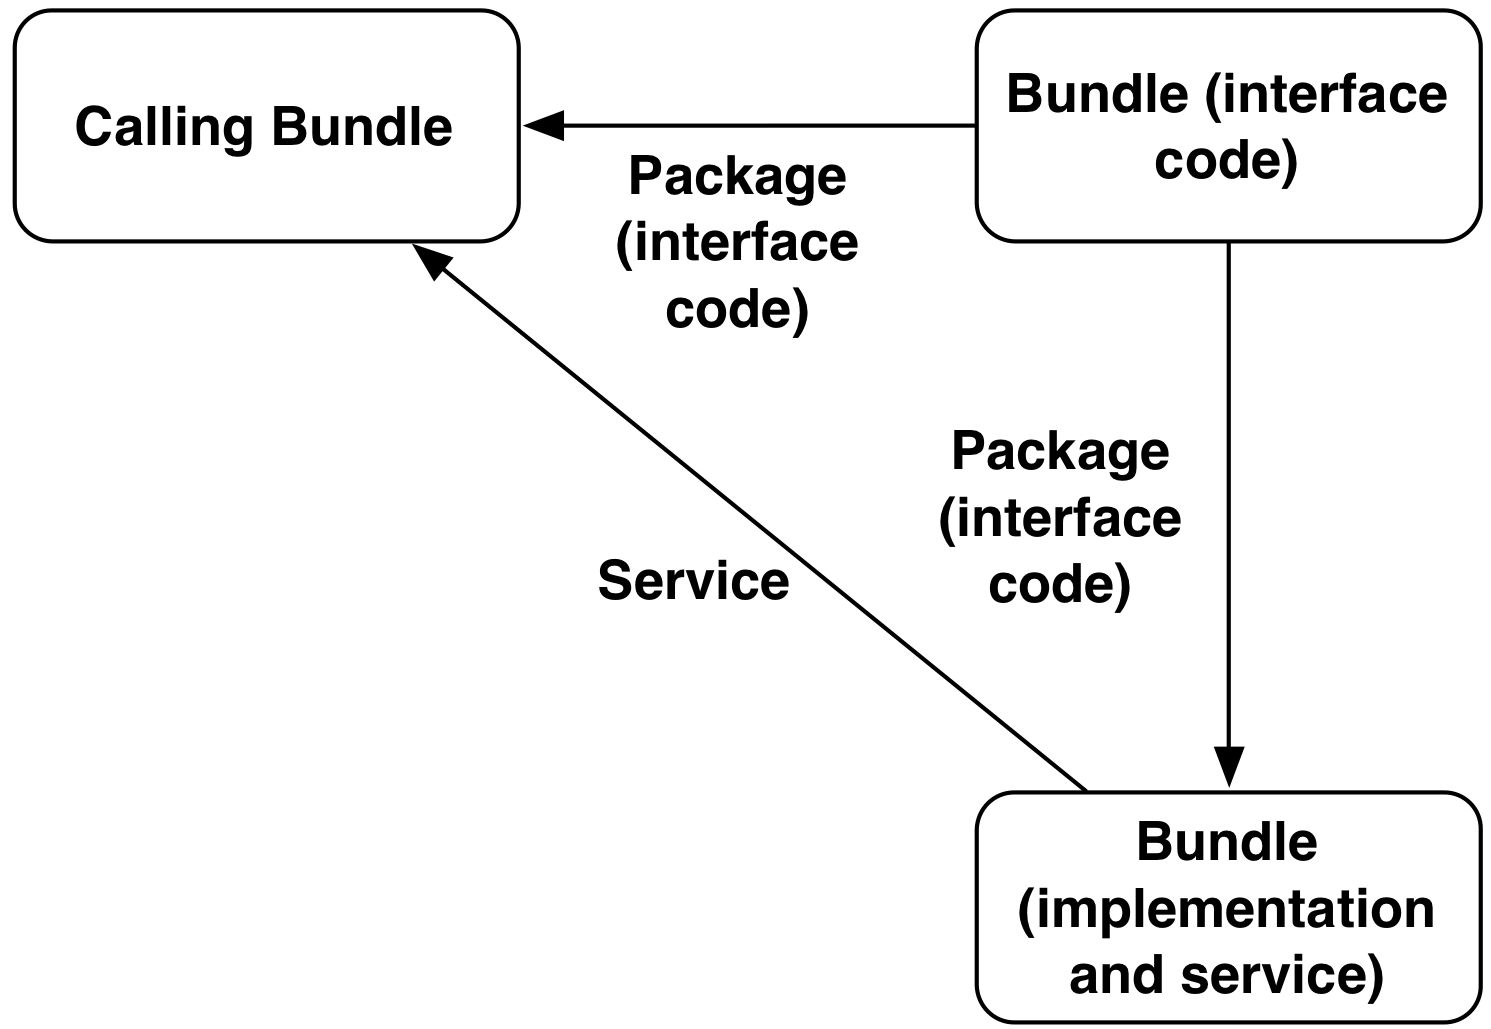 Calling Bundle
Bundle (interface
code)
Package
(interface
code)
Package
(interface
code)
Service
Bundle
(implementation
and service)